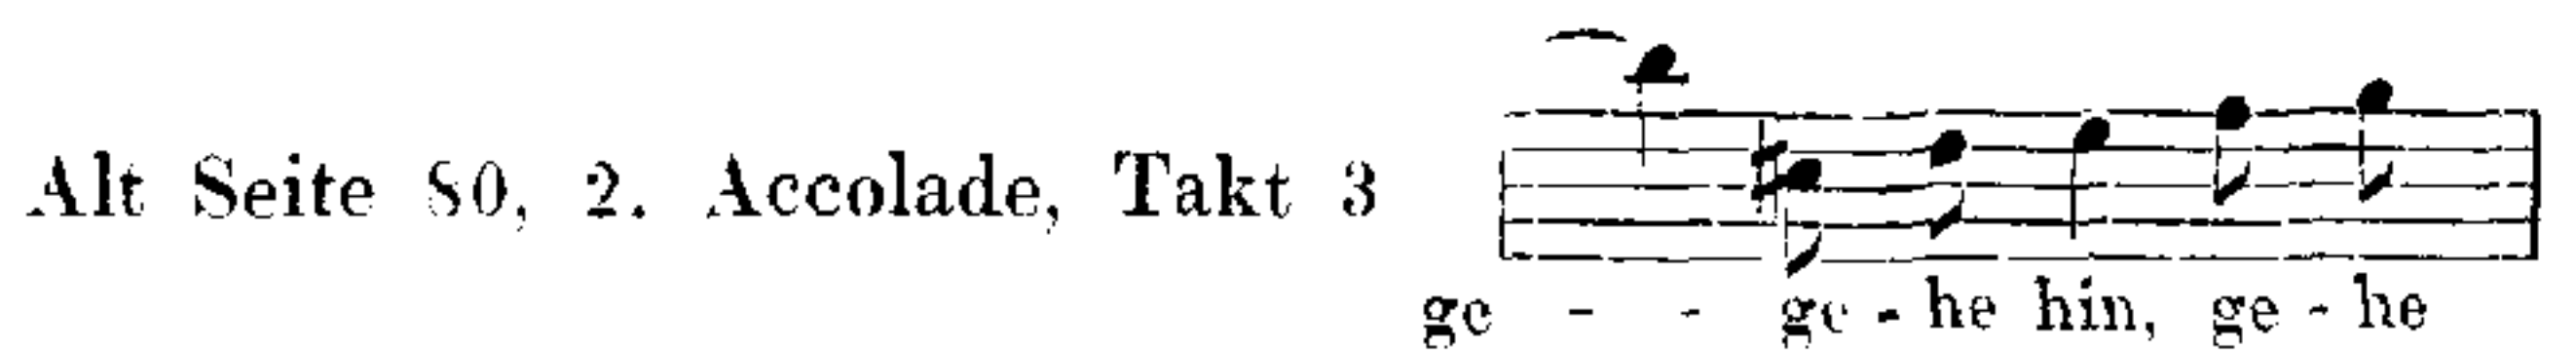 Alt Seite 80, 2. Accolade, Takt 3
ge - - ge - he hin, ge - he